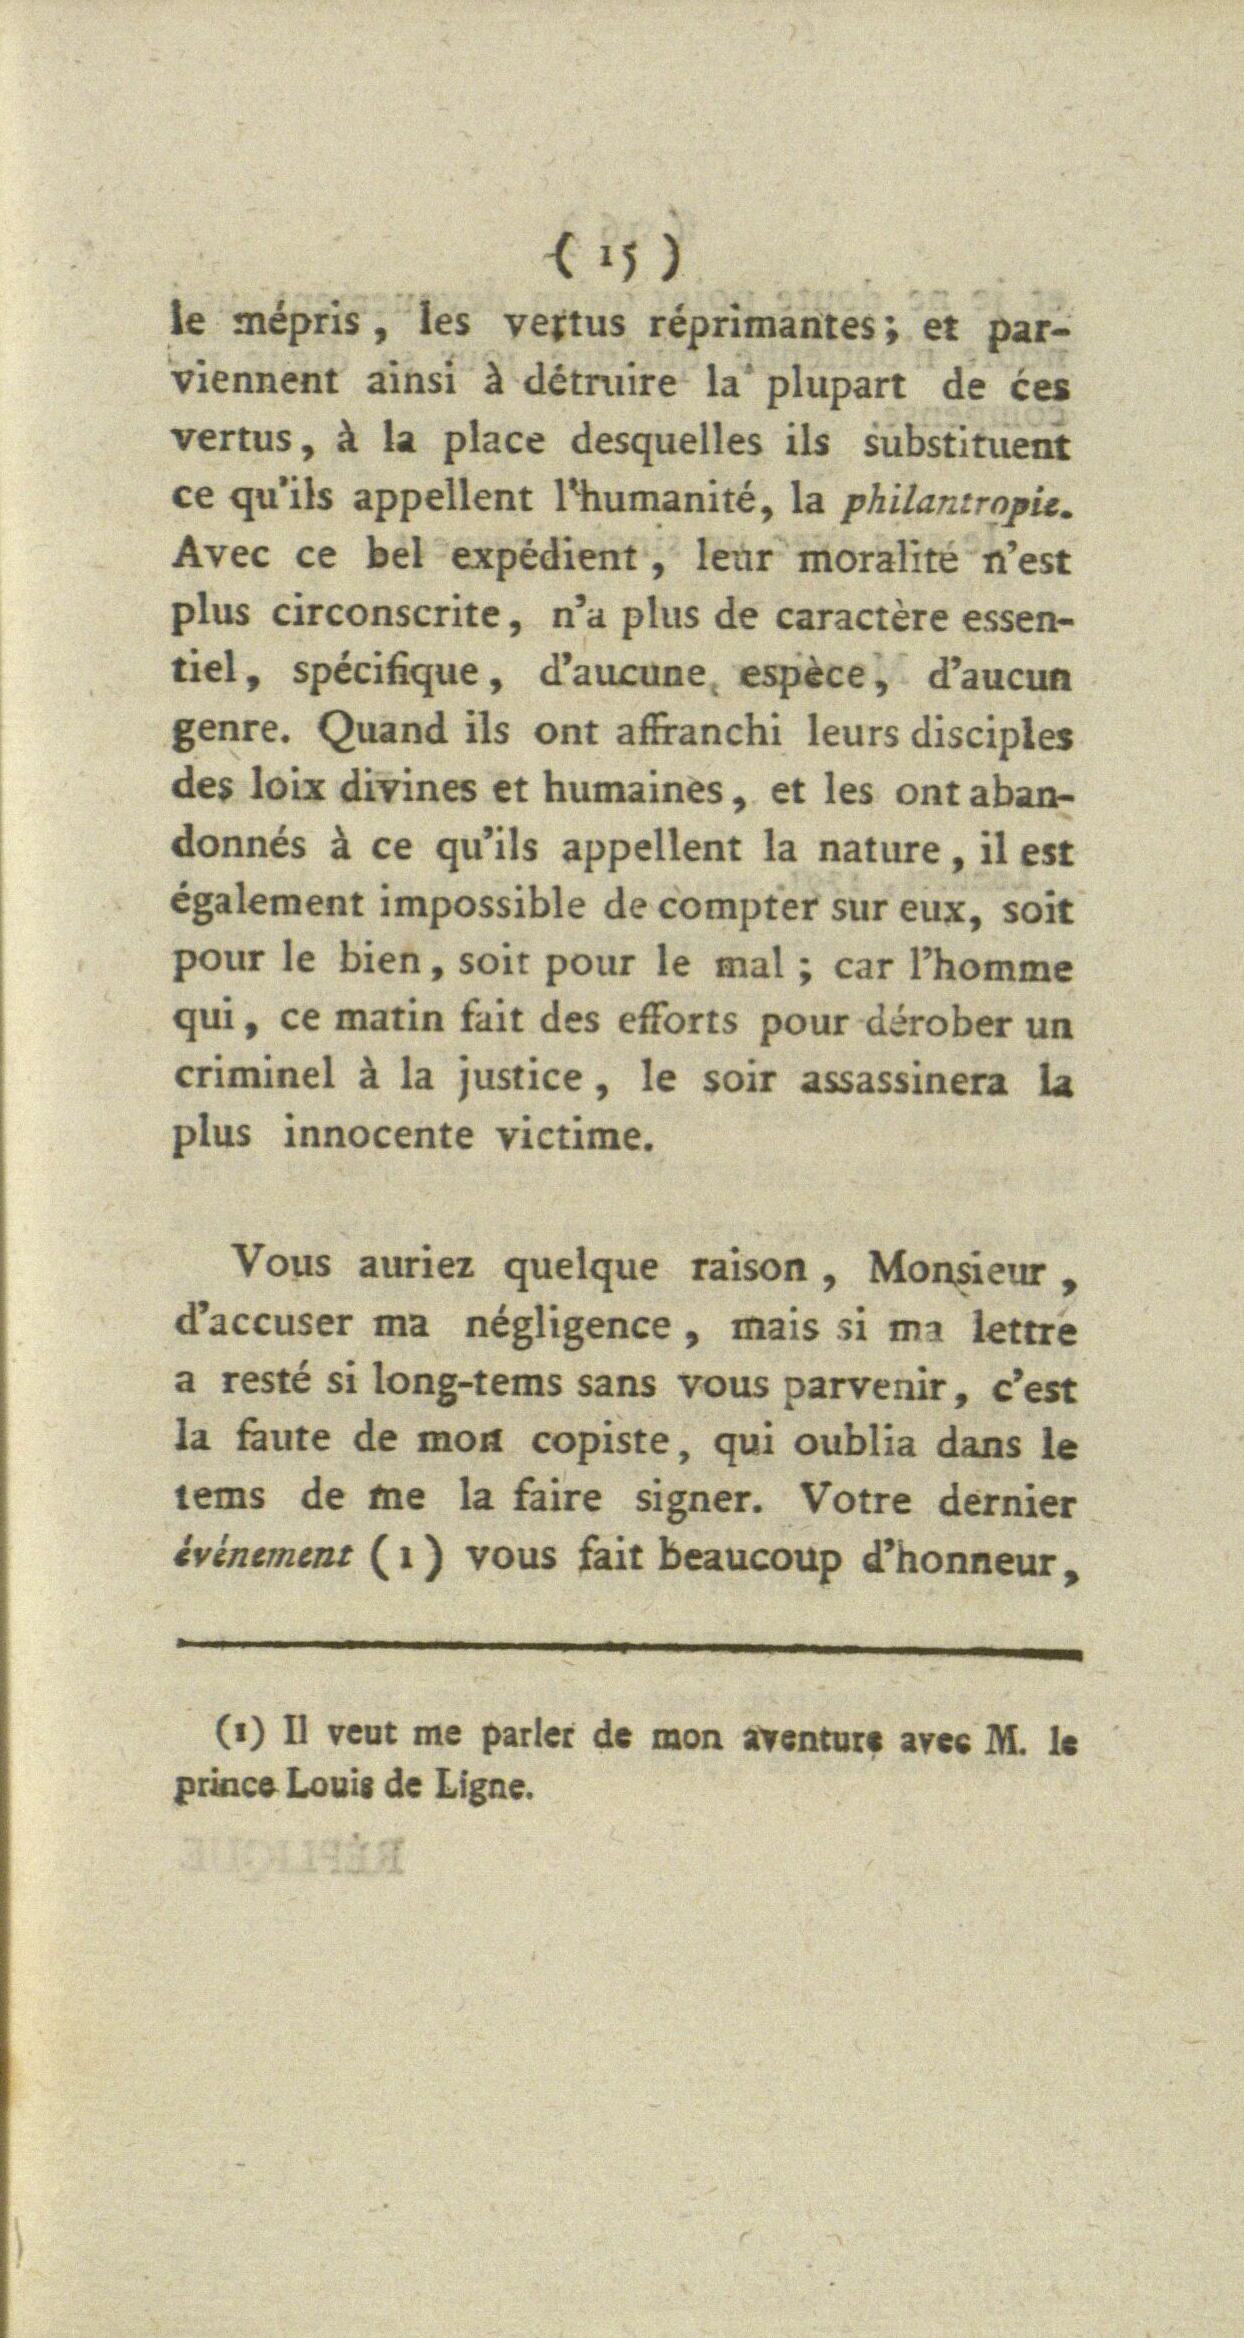 ( 15 )
le mépris, les vertus réprimantes; et par-
viennent ainsi à détruire la plupart de ces
vertus, à la place desquelles ils substituent
ce qu'ils appellent l'humanité, la philantropie.
Avec ce bel expédient, leur moralité n'est
plus circonscrite, n'a plus de caractère essen-
tiel, spécifique, d'aucune espèce, d'aucun
genre. Quand ils ont affranchi leurs disciples
des loix divines et humaines, et les ont aban-
donnés à ce qu'ils appellent la nature, il est
également impossible de compter sur eux, soit
pour le bien, soit pour le mal; car l'homme
qui, ce matin fait des efforts pour dérober un
criminel à la justice, le soir assassinera la
plus innocente victime.
Vous auriez quelque raison, Monsieur,
d'accuser ma négligence, mais si ma lettre
a resté si long-tems sans vous parvenir, c'est
la faute de mon copiste, qui oublia dans le
tems de me la faire signer. Votre dernier
événement (1) vous fait beaucoup d'honneur,
(1) Il veut me parler de mon aventure avec M. le
prince Louis de Ligne.